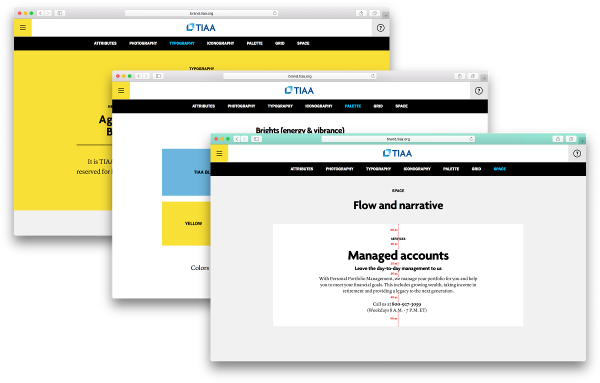 brand.tiaa.org
TIAA
ATTRIBUTES PHOTOGRAPHY TYPOGRAPHY ICONOGRAPHY PALETTE GRID SPACE
TYPOGRAPHY
It is TIAA
reserved for
brand.tiaa.org
TIAA
ATTRIBUTES PHOTOGRAPHY TYPOGRAPHY ICONOGRAPHY PALETTE GRID SPACE
Brights (energy & vibrance)
TIAA BL
YELLOW
Colors
brand.tiaa.org
TIAA
ATTRIBUTES PHOTOGRAPHY TYPOGRAPHY ICONOGRAPHY PALETTE GRID SPACE
SPACE
Flow and narrative
SERVICES
Managed accounts
Leave the day-to-day management to us
With Personal Portfolio Management, we manage your portfolio for you and help
you to meet your financial goals. This includes growing wealth, taking income in
retirement and providing a legacy to the next generation.
Call us at 800-927-3059
(Weekdays 8 A.M. - 7 P.M. ET)